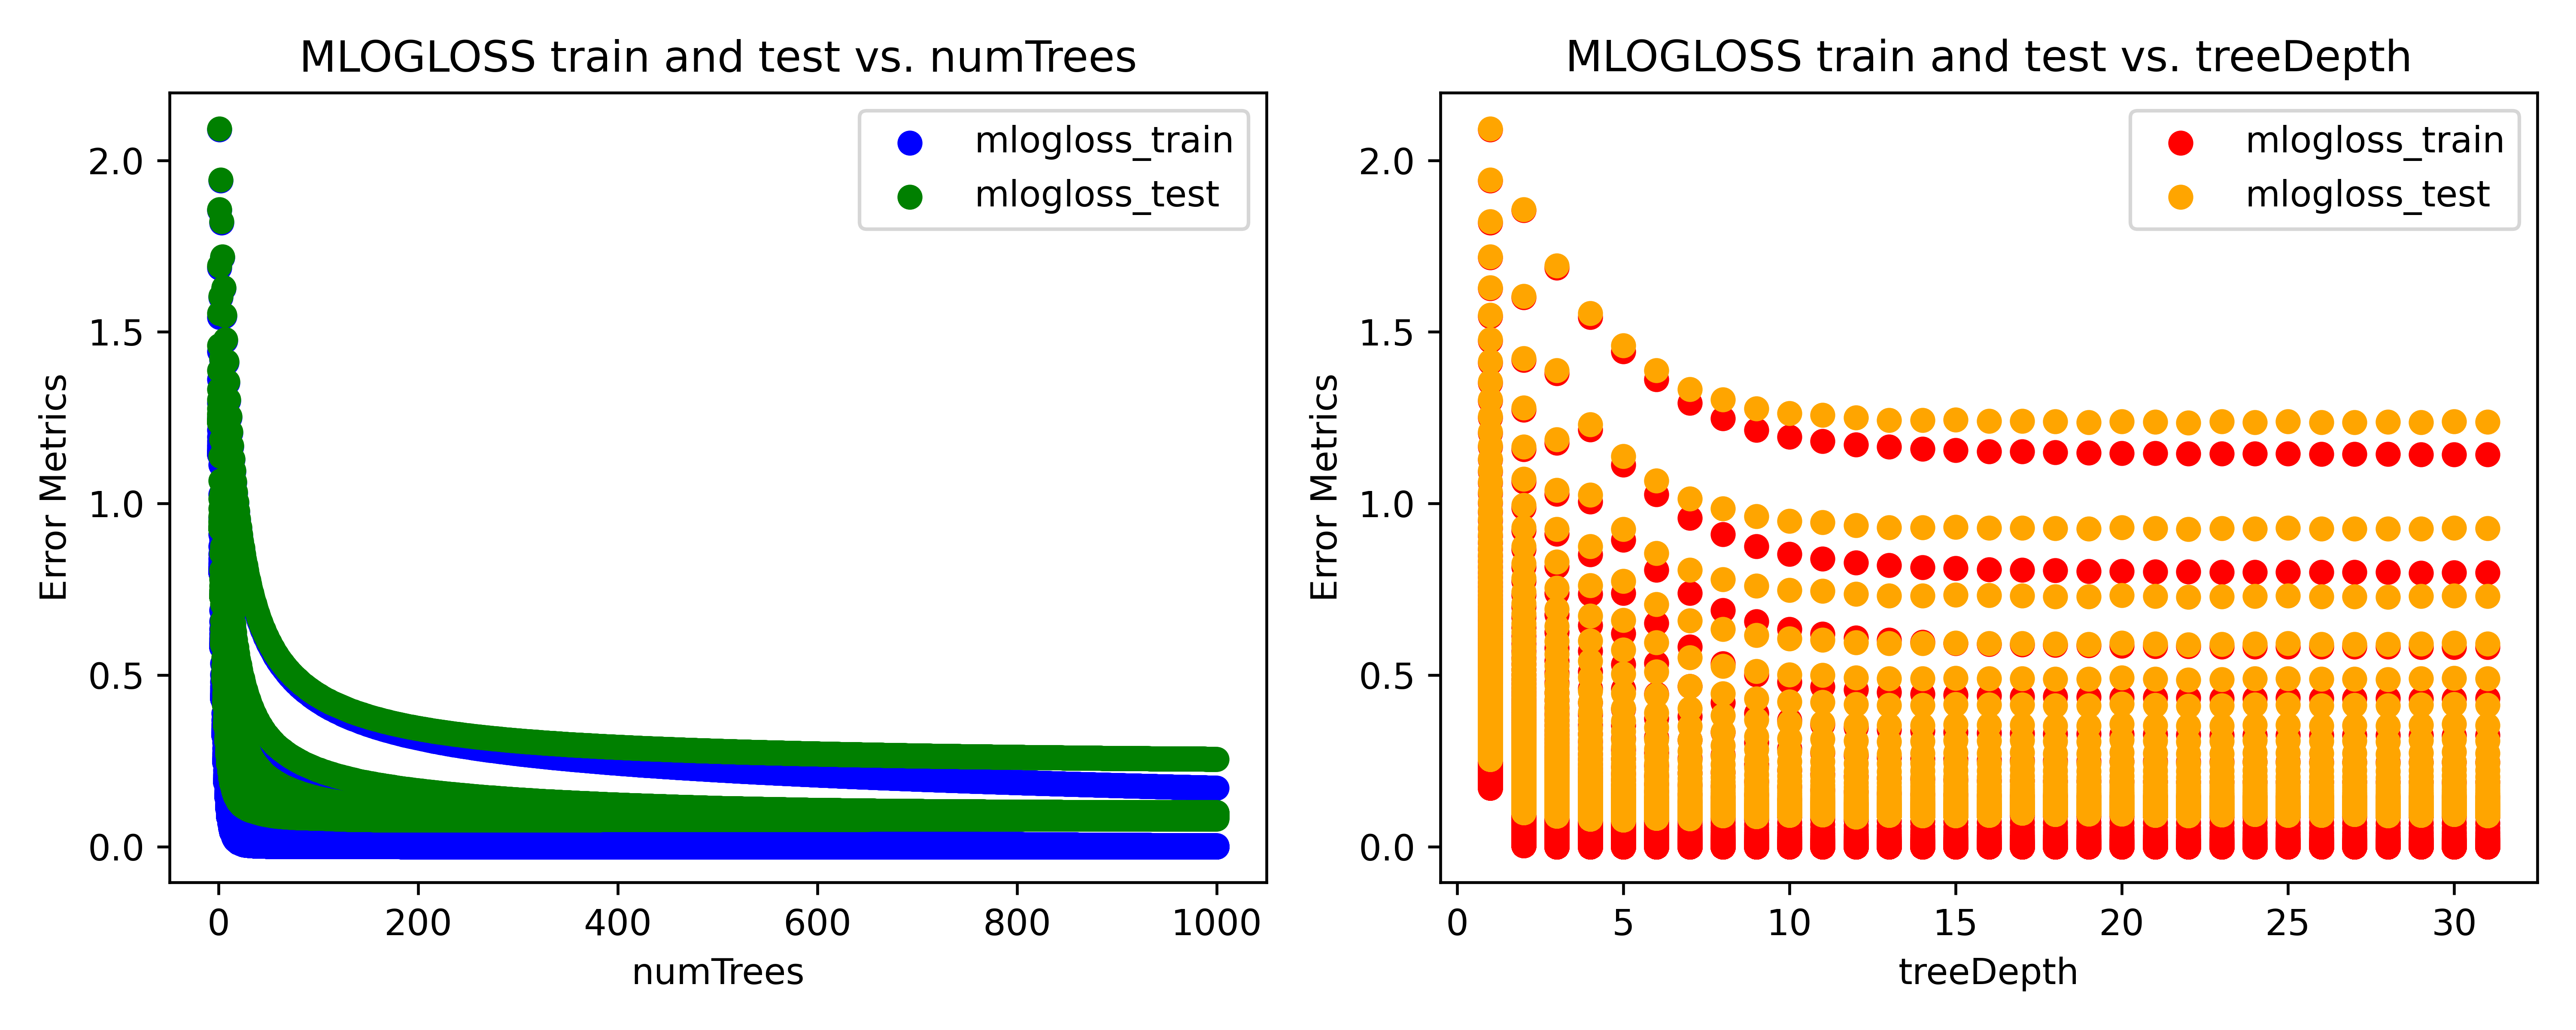 MLOGLOSS train and test vs. numTrees
mlogloss_train
mlogloss_test
Error Metrics
2.0
1.5
1.0
0.5
0.0
0 200 400 600 800 1000
numTrees
MLOGLOSS train and test vs. treeDepth
mlogloss_train
mlogloss_test
Error Metrics
2.0
1.5
1.0
0.5
0.0
0 5 10 15 20 25 30
treeDepth